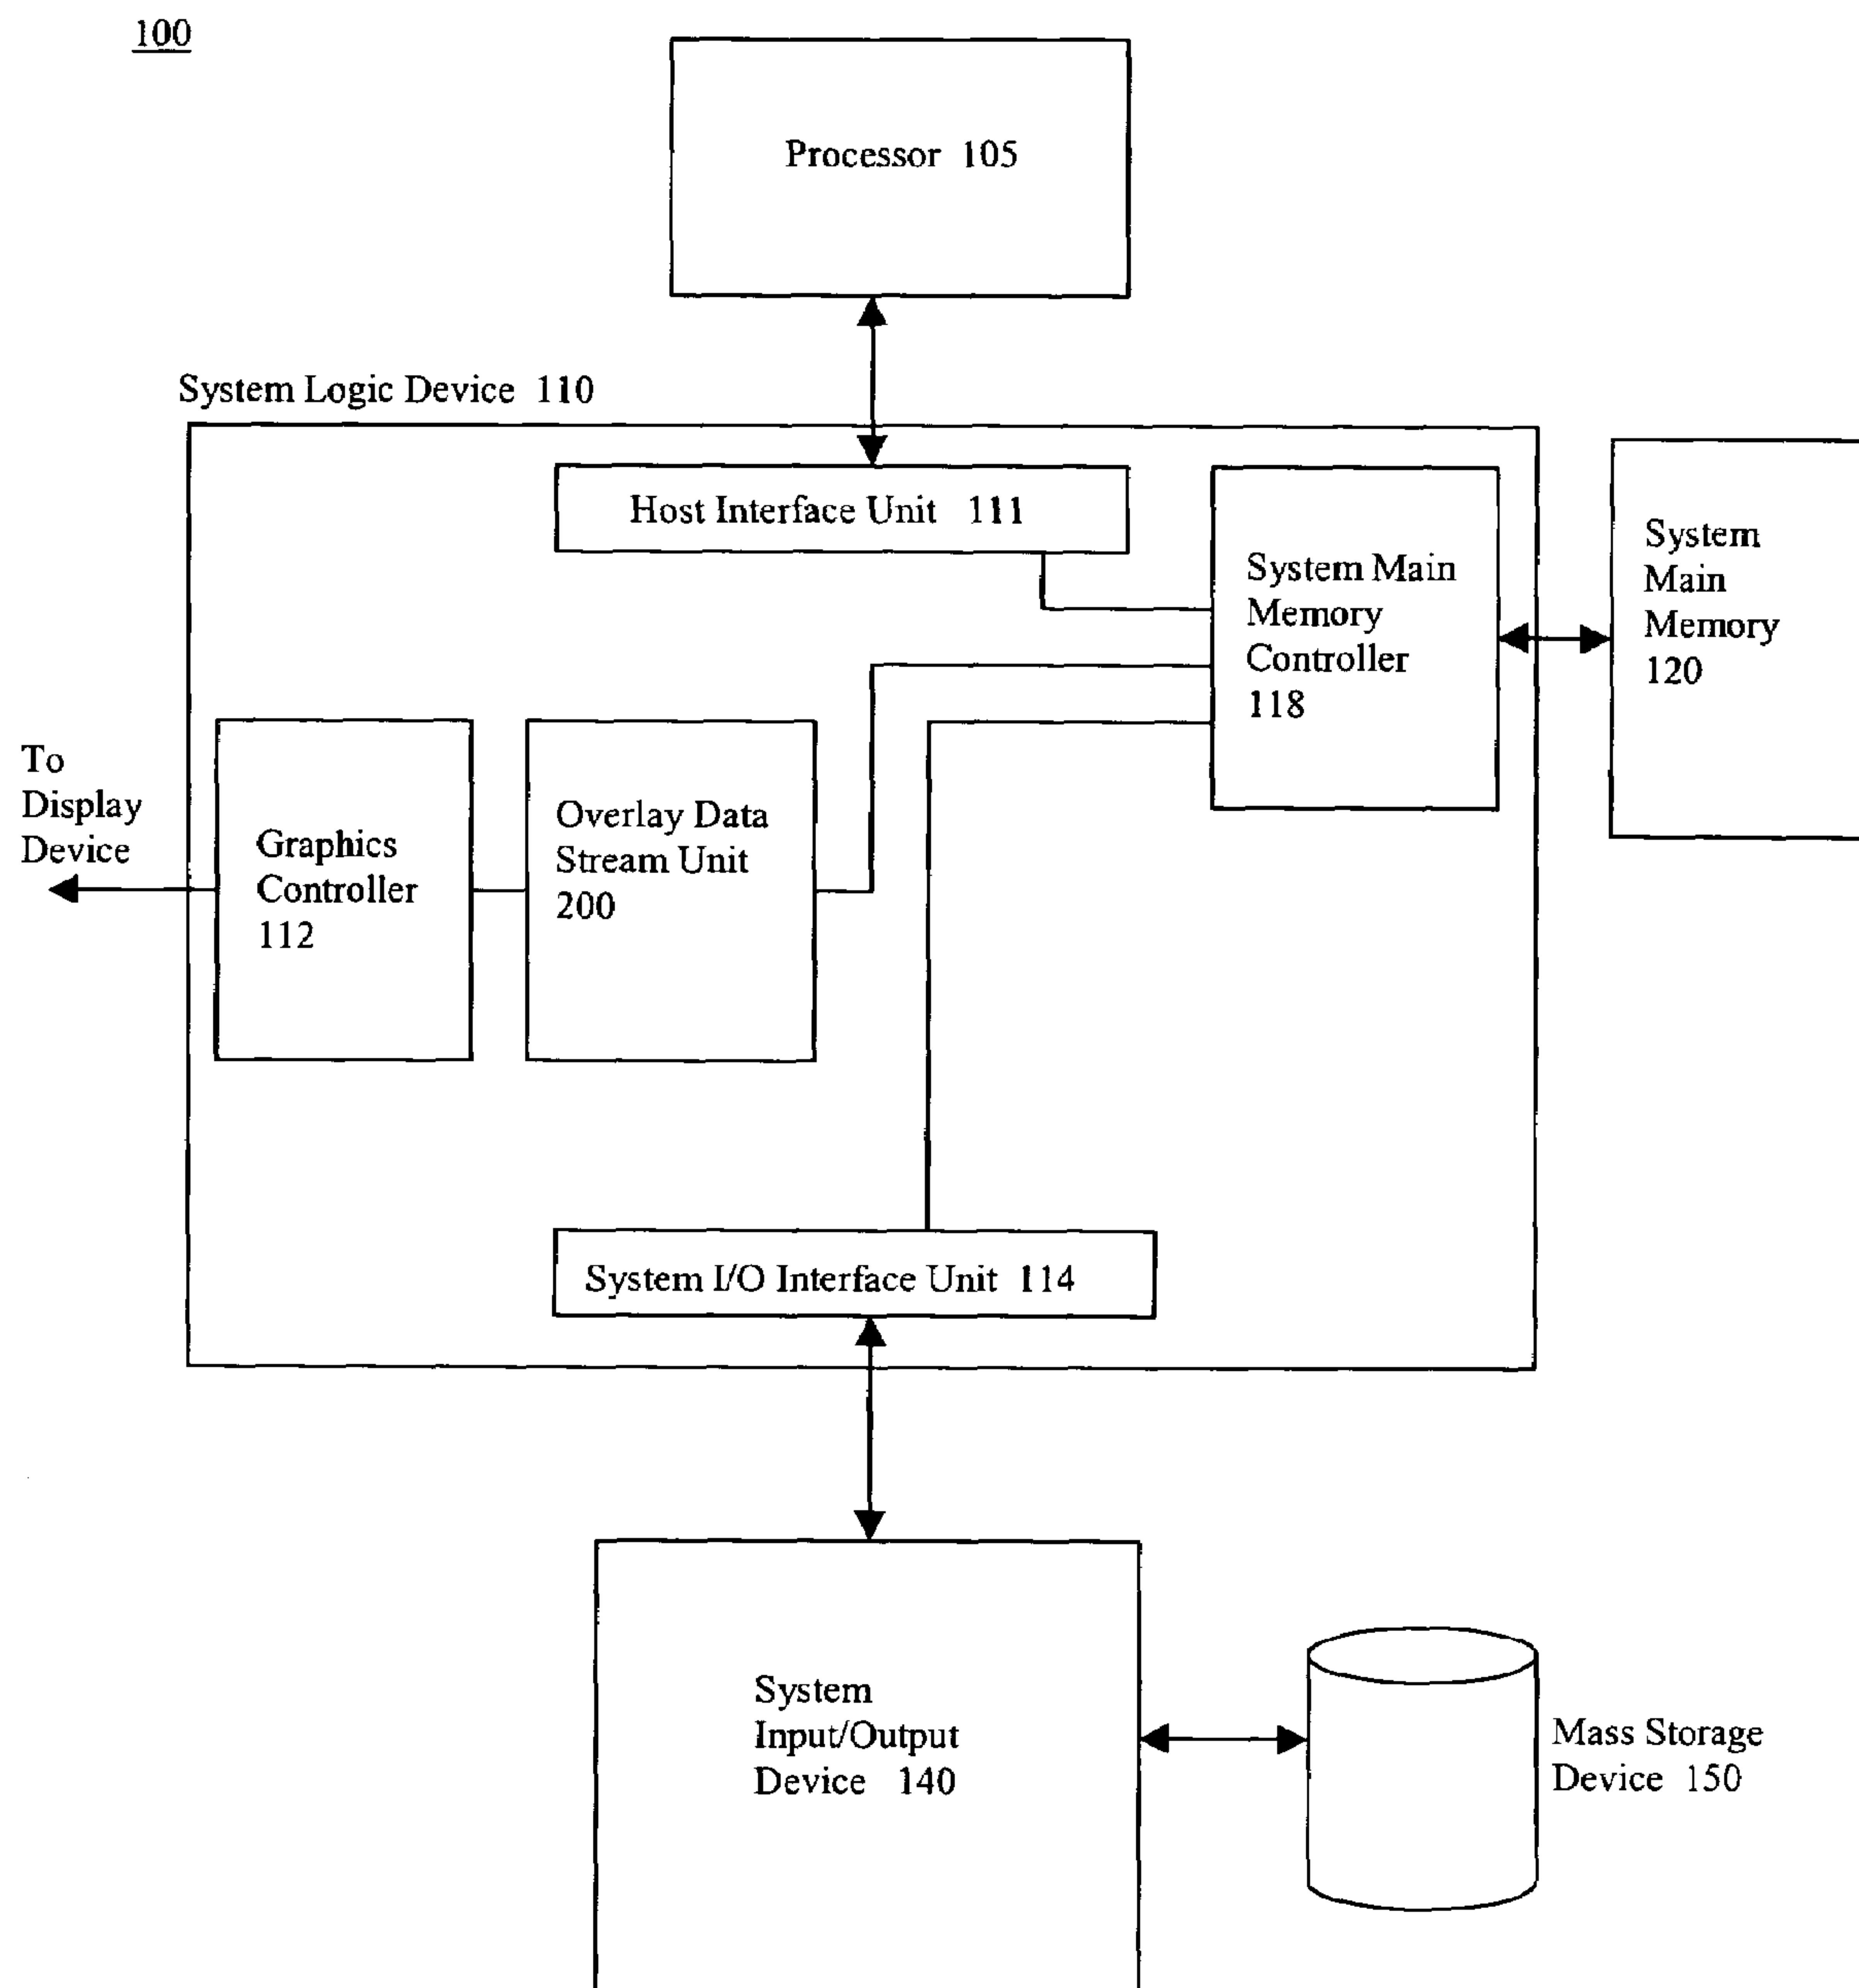 100
Processor 105
System Logic Device 110
Host Interface Unit 111
System Main
Memory
Controller
118
System
Main
Memory
120
To
Display
Device
Graphics
Controller
112
Overlay Data
Stream Unit
200
System I/O Interface Unit 114
System
Input/Output
Device 140
Mass Storage
Device 150